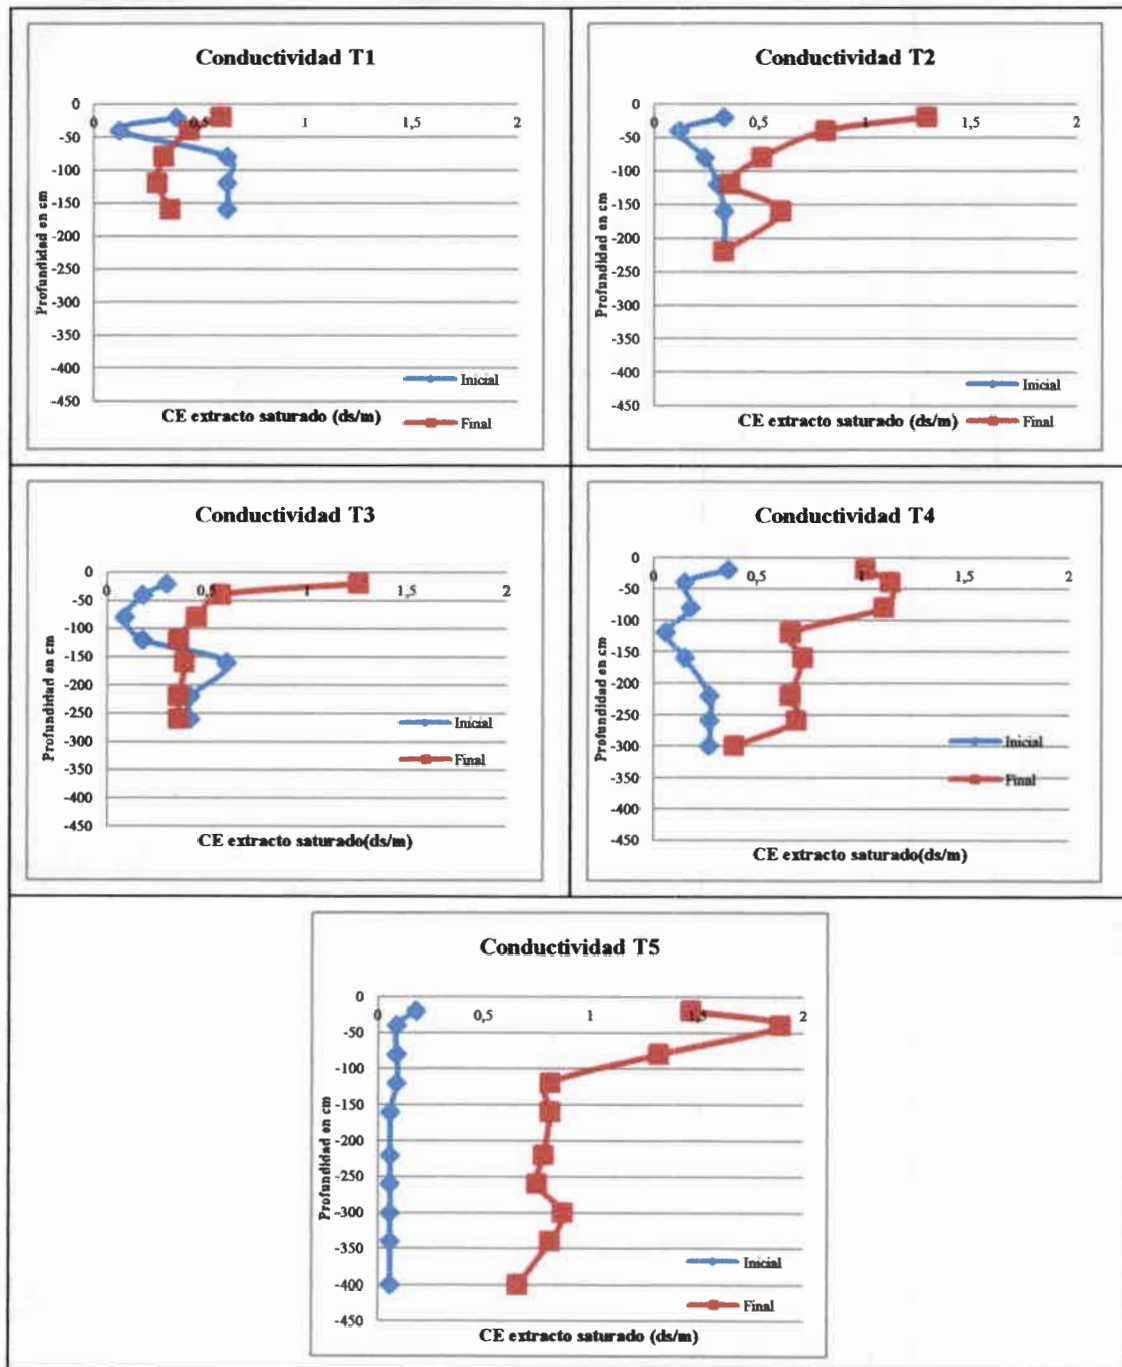 Conductividad T1
0
0 0,5 1 1,5 2
-50
-100
-150
-200
-250
-300
-350
-400
-450
Profundidad en cm
Inicial
Final
CE extracto saturado (ds/m)
Conductividad T2
0
0 0,5 1 1,5 2
-50
-100
-150
-200
-250
-300
-350
-400
-450
Profundidad en cm
Inicial
Final
CE extracto saturado (ds/m)
Conductividad T3
0
0 0,5 1 1,5 2
-50
-100
-150
-200
-250
-300
-350
-400
-450
Profundidad en cm
Inicial
Final
CE extracto saturado(ds/m)
Conductividad T4
0
0 0,5 1 1,5 2
-50
-100
-150
-200
-250
-300
-350
-400
-450
Profundidad en cm
Inicial
Final
CE extracto saturado(ds/m)
Conductividad T5
0
0 0,5 1 1,5 2
-50
-100
-150
-200
-250
-300
-350
-400
-450
Profundidad en cm
Inicial
Final
CE extracto saturado (ds/m)